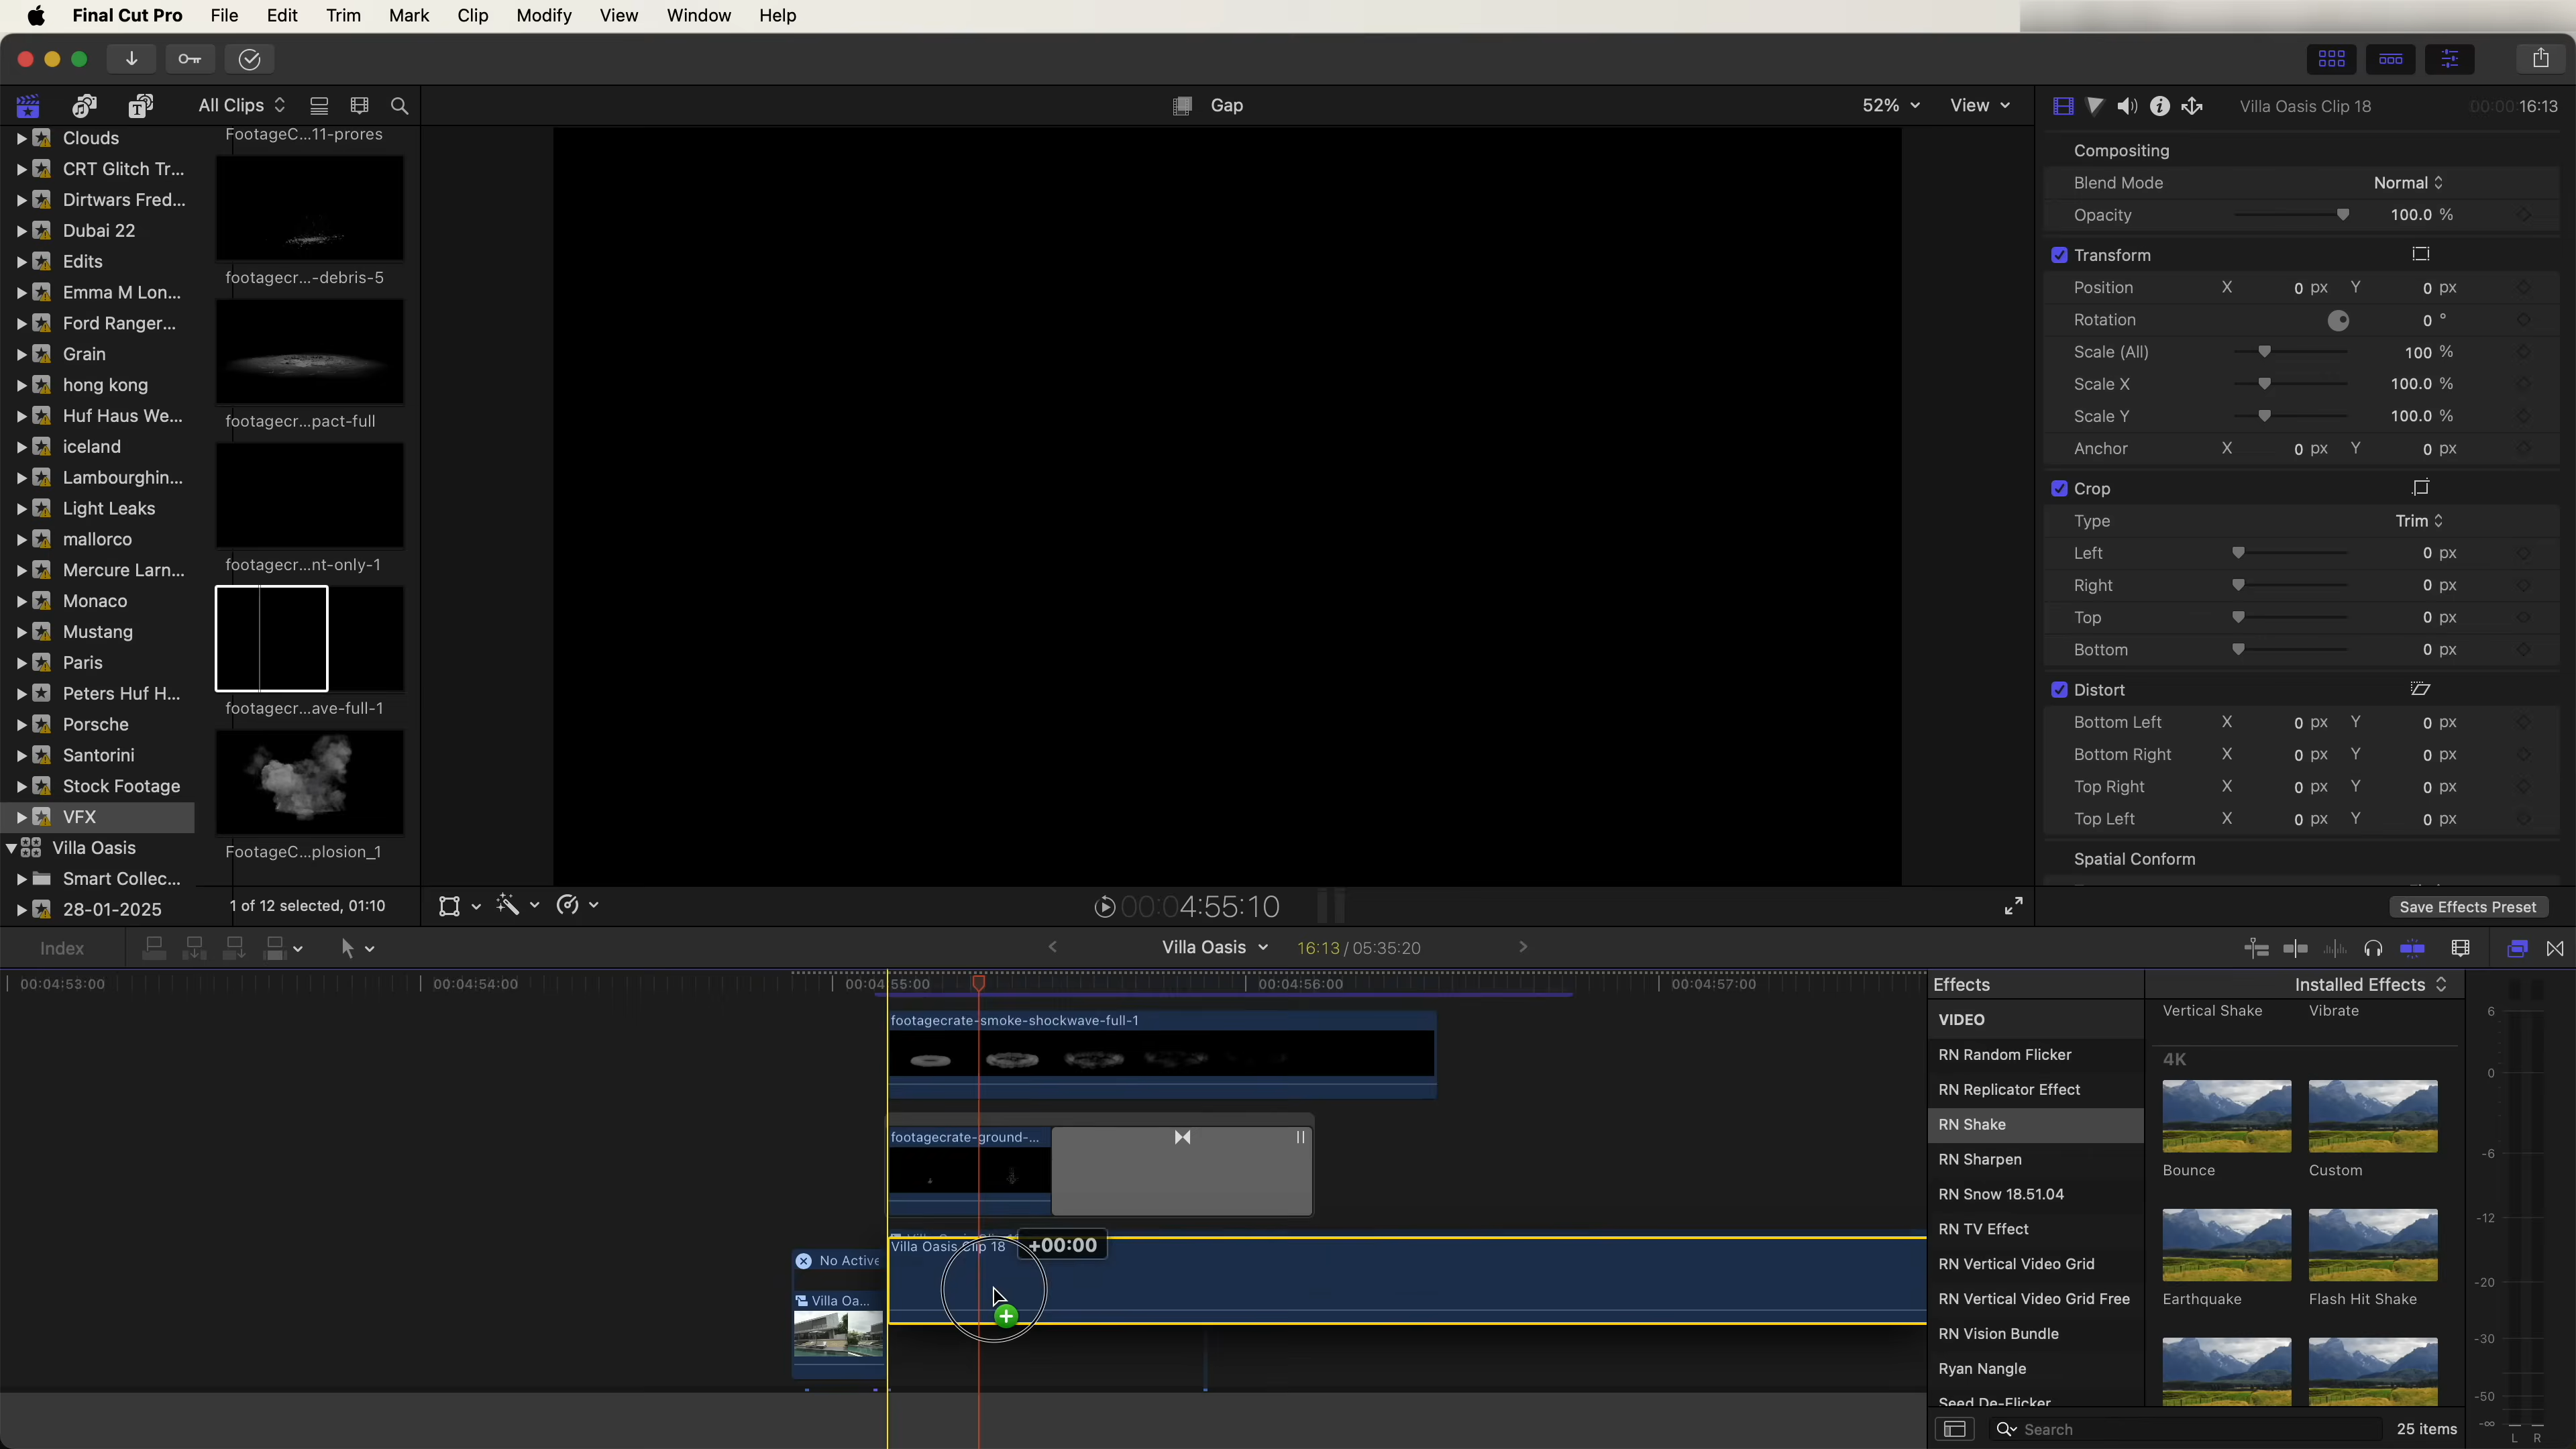 Final Cut Pro File Edit Trim Mark Clip Modify View Window Help
All Clips
Gap
52% View
Villa Oasis Clip 18 00:00:16:13
Clouds
CRT Glitch Tr...
Dirtwars Fred...
Dubai 22
Edits
Emma M Lon...
Ford Ranger...
Grain
hong kong
Huf Haus We...
iceland
Lambourghin...
Light Leaks
mallorco
Mercure Larn...
Monaco
Mustang
Paris
Peters Huf H...
Porsche
Santorini
Stock Footage
VFX
Villa Oasis
Smart Collec...
28-01-2025
FootageC...11-prores
footagecr...-debris-5
footagecr...pact-full
footagecr...nt-only-1
footagecr...ave-full-1
FootageC...plosion_1
1 of 12 selected, 01:10
00:04:55:10
Compositing
Blend Mode Normal
Opacity 100.0 %
Transform
Position X 0 px Y 0 px
Rotation 0 °
Scale (All) 100 %
Scale X 100.0 %
Scale Y 100.0 %
Anchor X 0 px Y 0 px
Crop
Type Trim
Left 0 px
Right 0 px
Top 0 px
Bottom 0 px
Distort
Bottom Left X 0 px Y 0 px
Bottom Right X 0 px Y 0 px
Top Right X 0 px Y 0 px
Top Left X 0 px Y 0 px
Spatial Conform
Save Effects Preset
Index
Villa Oasis 16:13 / 05:35:20
00:04:53:00 00:04:54:00 00:04:55:00 00:04:56:00 00:04:57:00
footagecrate-smoke-shockwave-full-1
footagecrate-ground-...
Villa Oasis Clip 18
+00:00
No Active
Villa Oa...
Effects
Installed Effects
VIDEO
RN Random Flicker
RN Replicator Effect
RN Shake
RN Sharpen
RN Snow 18.51.04
RN TV Effect
RN Vertical Video Grid
RN Vertical Video Grid Free
RN Vision Bundle
Ryan Nangle
Seed De-Flicker
Vertical Shake Vibrate
4K
Bounce Custom
Earthquake Flash Hit Shake
Search
25 items
6
0
-6
-12
-20
-30
-50
-∞
L R